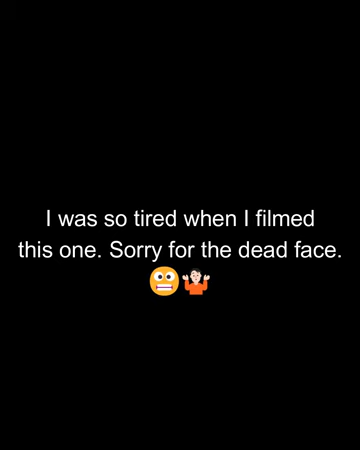 I was so tired when I filmed
this one. Sorry for the dead face.
😬🤷🏻‍♀️